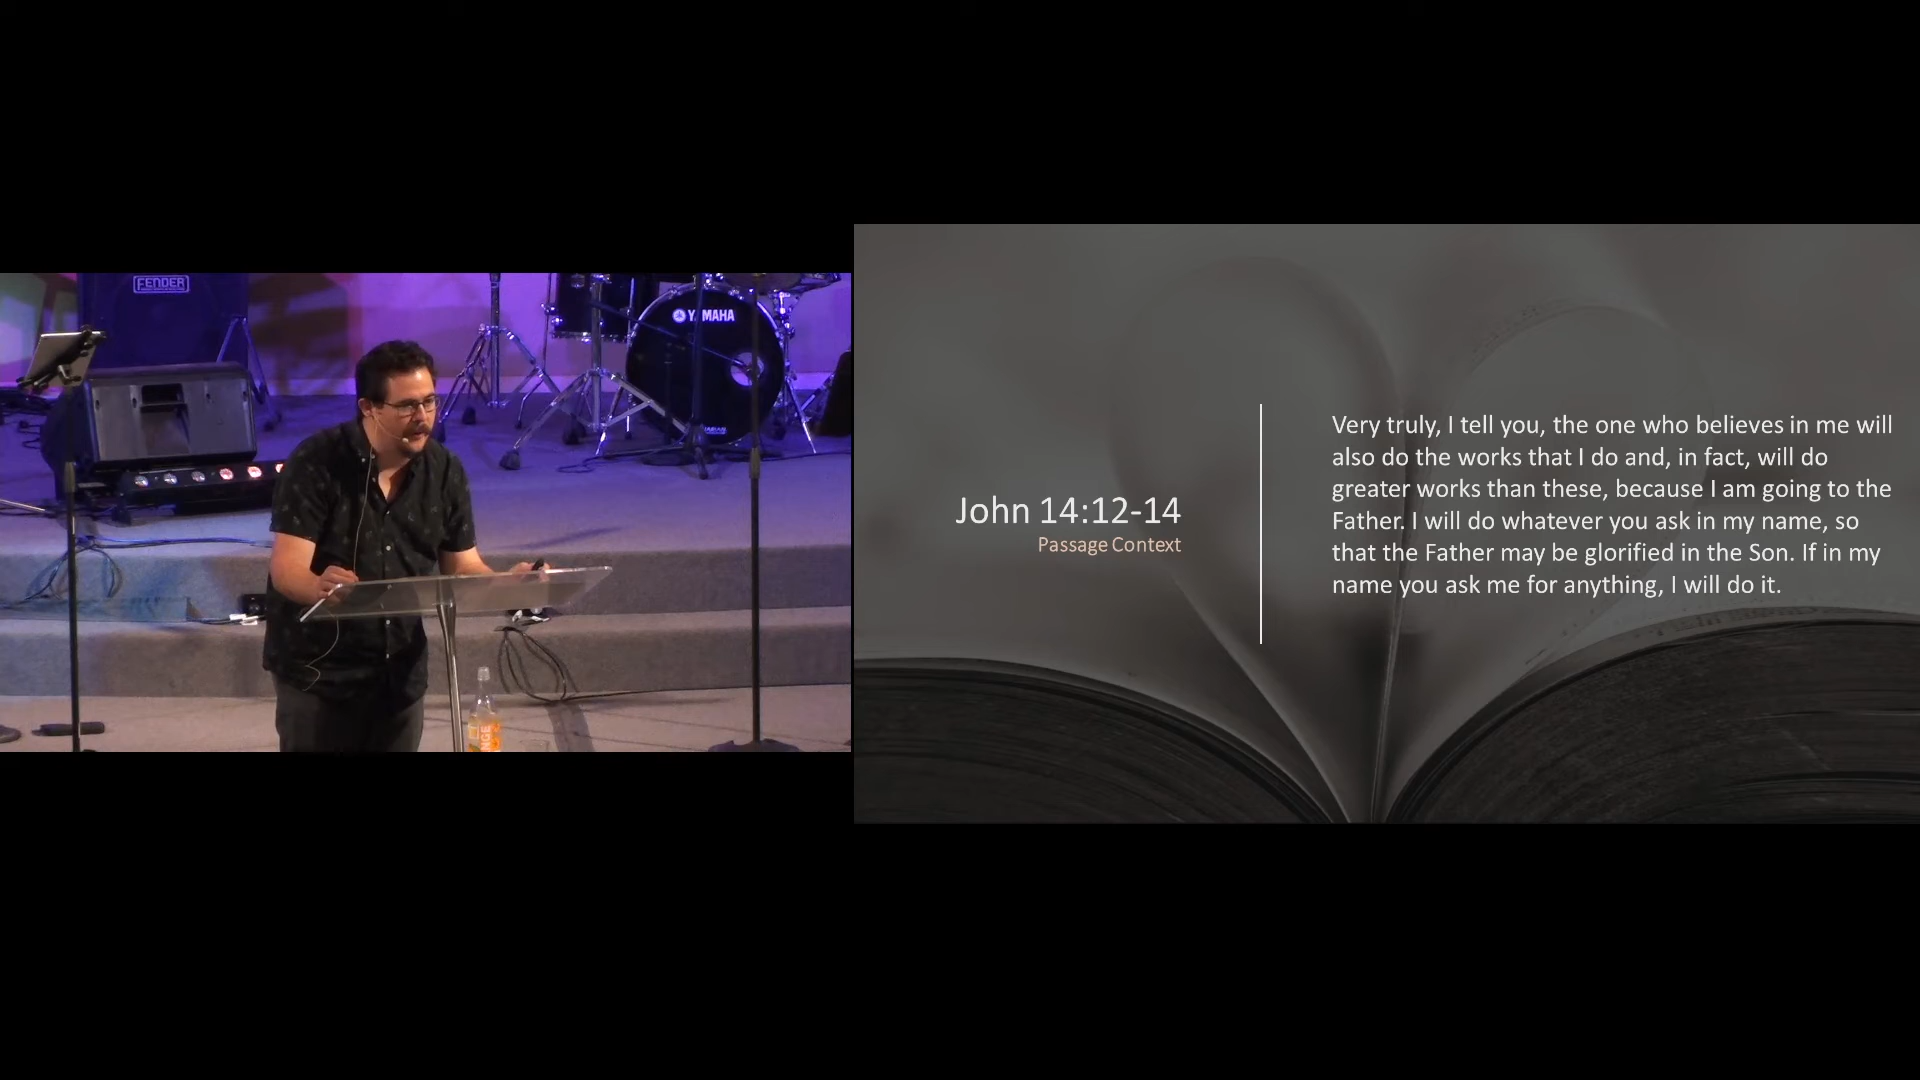 FENDER
YAMAHA
NGE
John 14:12-14
Passage Context
Very truly, I tell you, the one who believes in me will
also do the works that I do and, in fact, will do
greater works than these, because I am going to the
Father. I will do whatever you ask in my name, so
that the Father may be glorified in the Son. If in my
name you ask me for anything, I will do it.